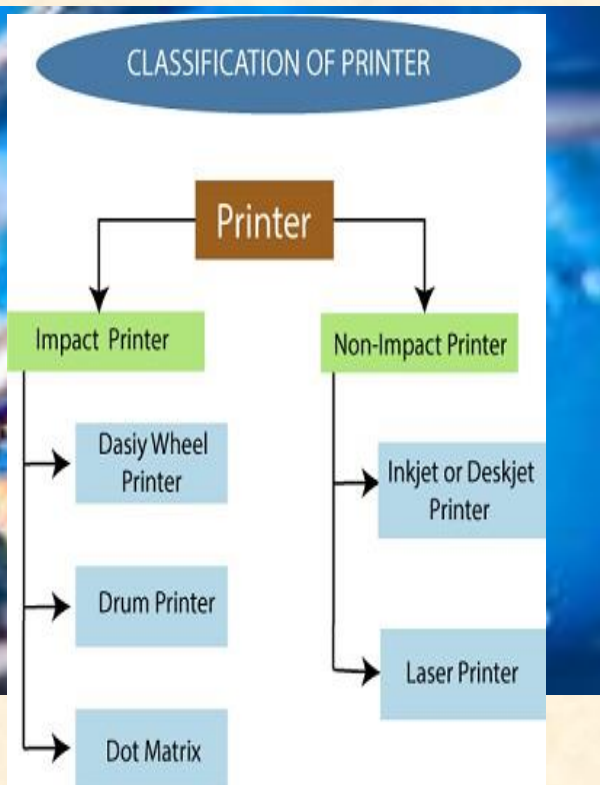 CLASSIFICATION OF PRINTER
Printer
Impact Printer
Non-Impact Printer
Dasiy Wheel
Printer
Inkjet or Deskjet
Printer
Drum Printer
Laser Printer
Dot Matrix